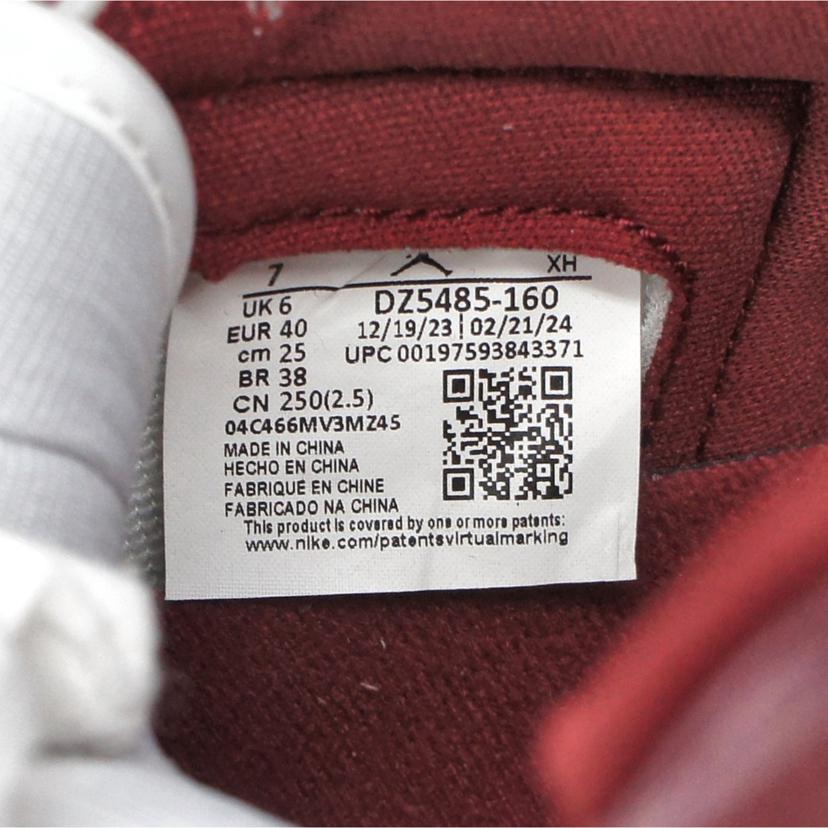 7 XH
UK 6 DZ5485-160
EUR 40 12/19/23 | 02/21/24
cm 25 UPC 00197593843371
BR 38
CN 250(2.5)
04C466MV3MZ45
MADE IN CHINA
HECHO EN CHINA
FABRIQUÉ EN CHINE
FABRICADO NA CHINA
This product is covered by one or more patents:
www.nike.com/patentsvirtualmarking